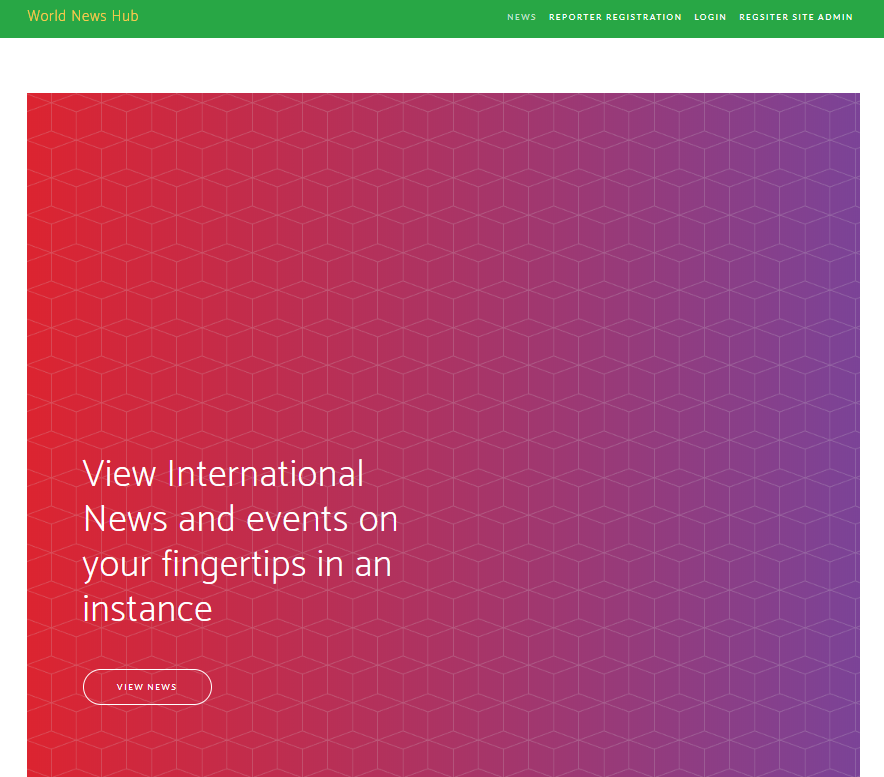 World News Hub
NEWS REPORTER REGISTRATION LOGIN REGSITER SITE ADMIN
View International
News and events on
your fingertips in an
instance
VIEW NEWS